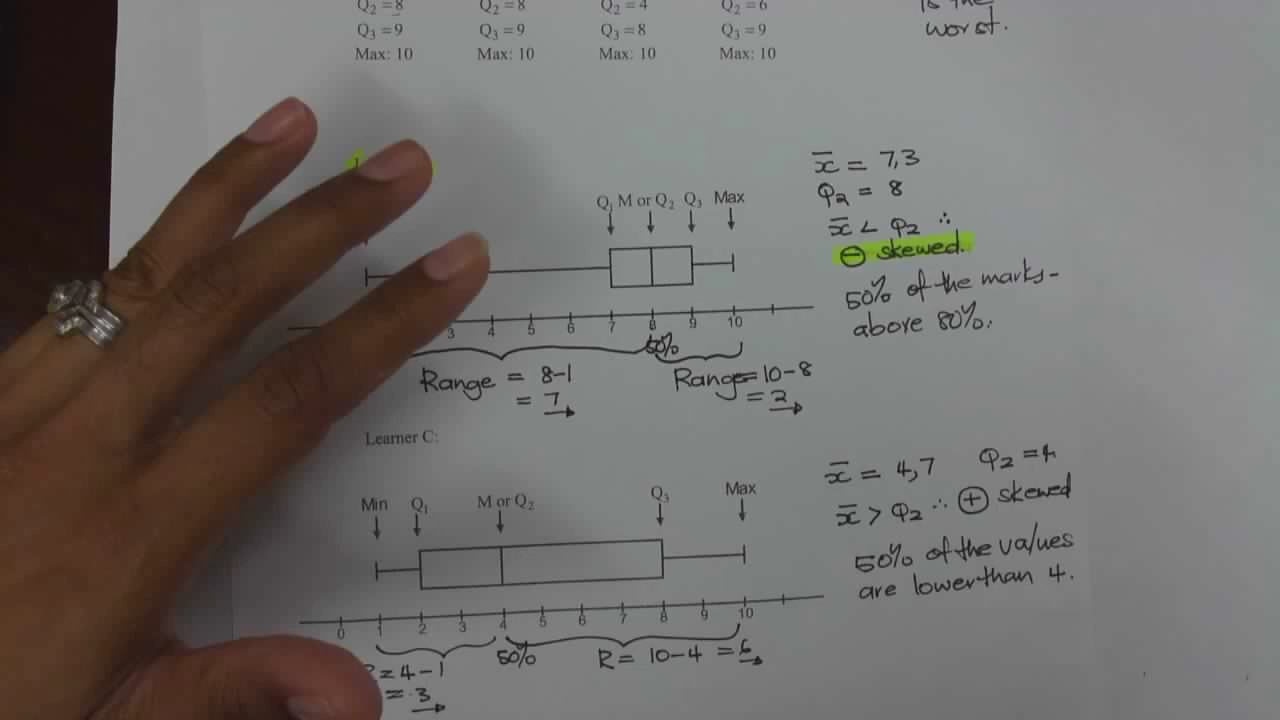 Q2 = 8 Q2 = 8 Q2 = 4 Q2 = 6
is the
Q3 = 9 Q3 = 9 Q3 = 8 Q3 = 9
worst.
Max: 10 Max: 10 Max: 10 Max: 10
Q1 M or Q2 Q3 Max
x̄ = 7,3
Q2 = 8
x̄ < Q2 ∴
⊖ skewed.
50% of the marks
above 80%.
3 4 5 6 7 8 9 10
50%
Range = 8-1
= 7
Range = 10-8
= 2
Learner C:
x̄ = 4,7 Q2 = 4
x̄ > Q2 ∴ ⊕ skewed
50% of the values
are lower than 4.
Min Q1 M or Q2 Q3 Max
0 1 2 3 4 5 6 7 8 9 10
= 4-1
= 3
50%
R = 10-4 = 6